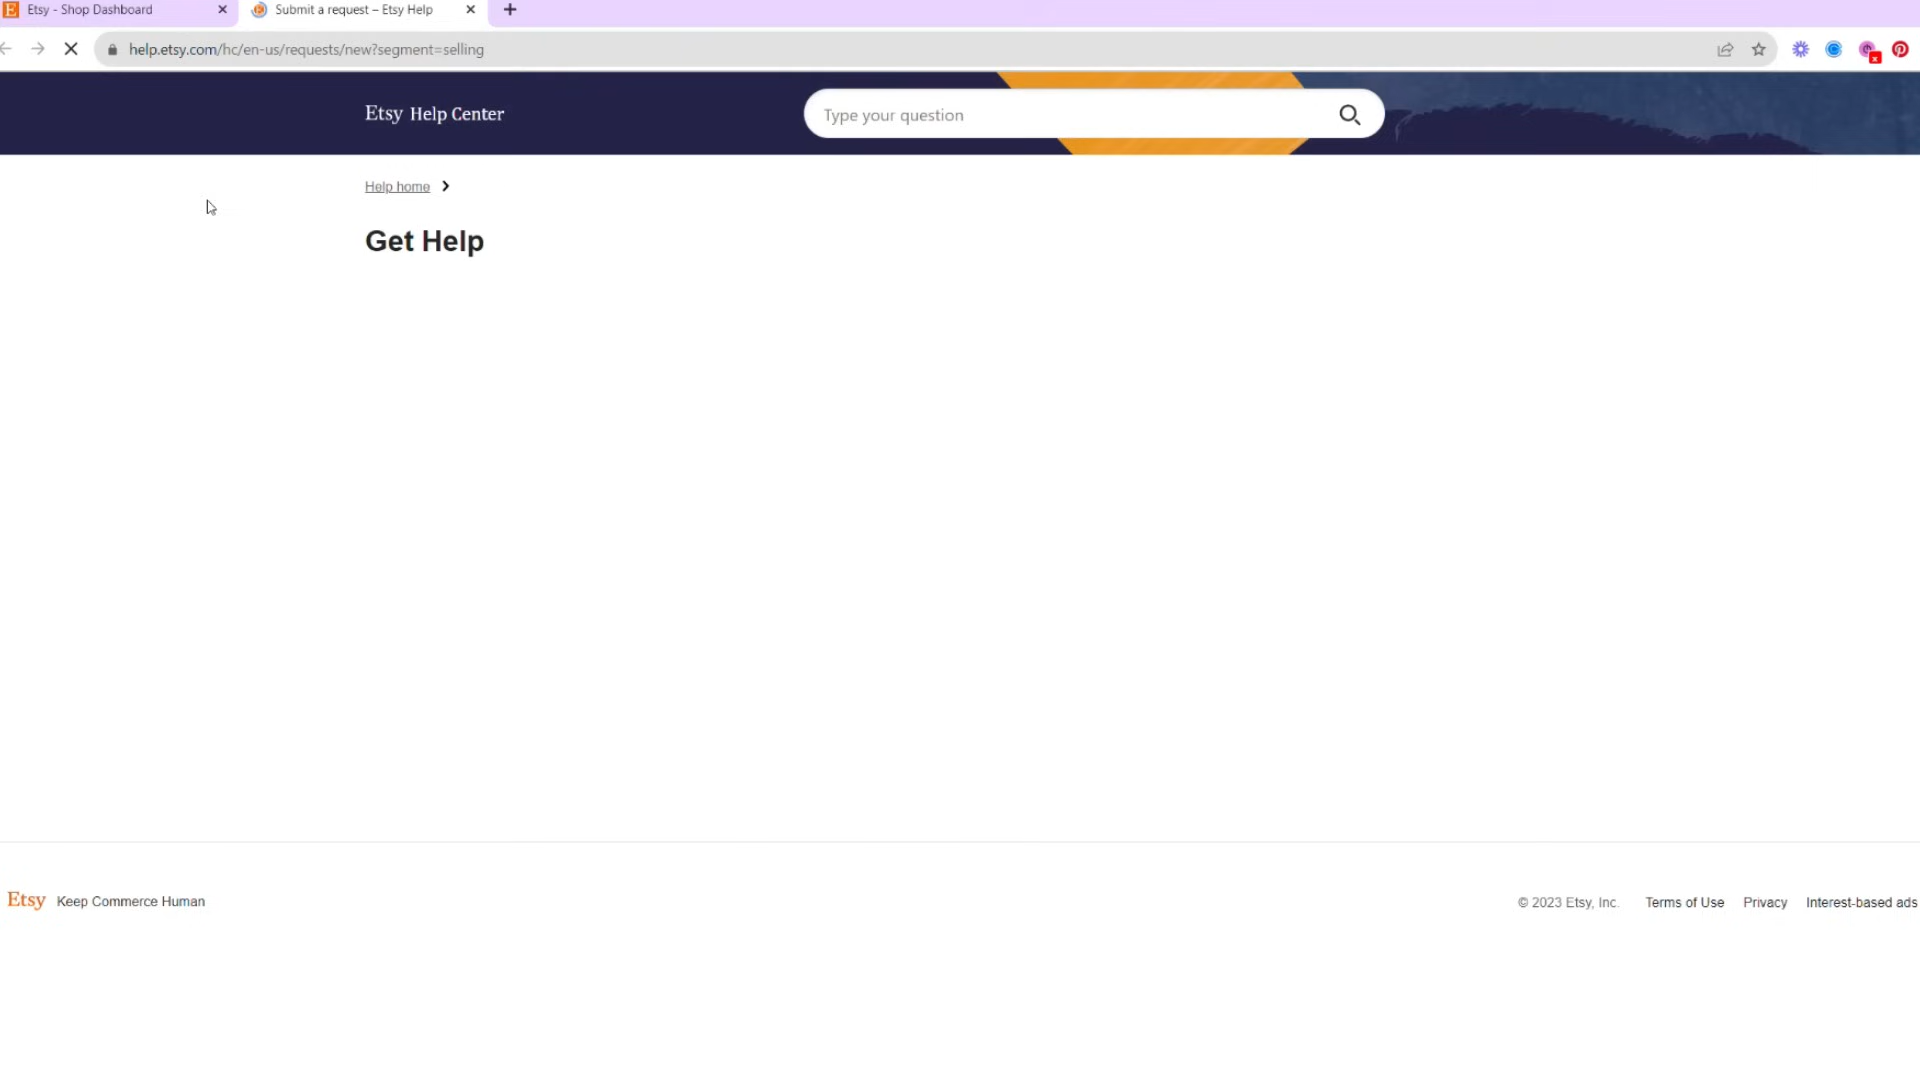 Etsy - Shop Dashboard
Submit a request – Etsy Help
help.etsy.com/hc/en-us/requests/new?segment=selling
Etsy Help Center
Type your question
Help home
Get Help
Etsy Keep Commerce Human
© 2023 Etsy, Inc. Terms of Use Privacy Interest-based ads